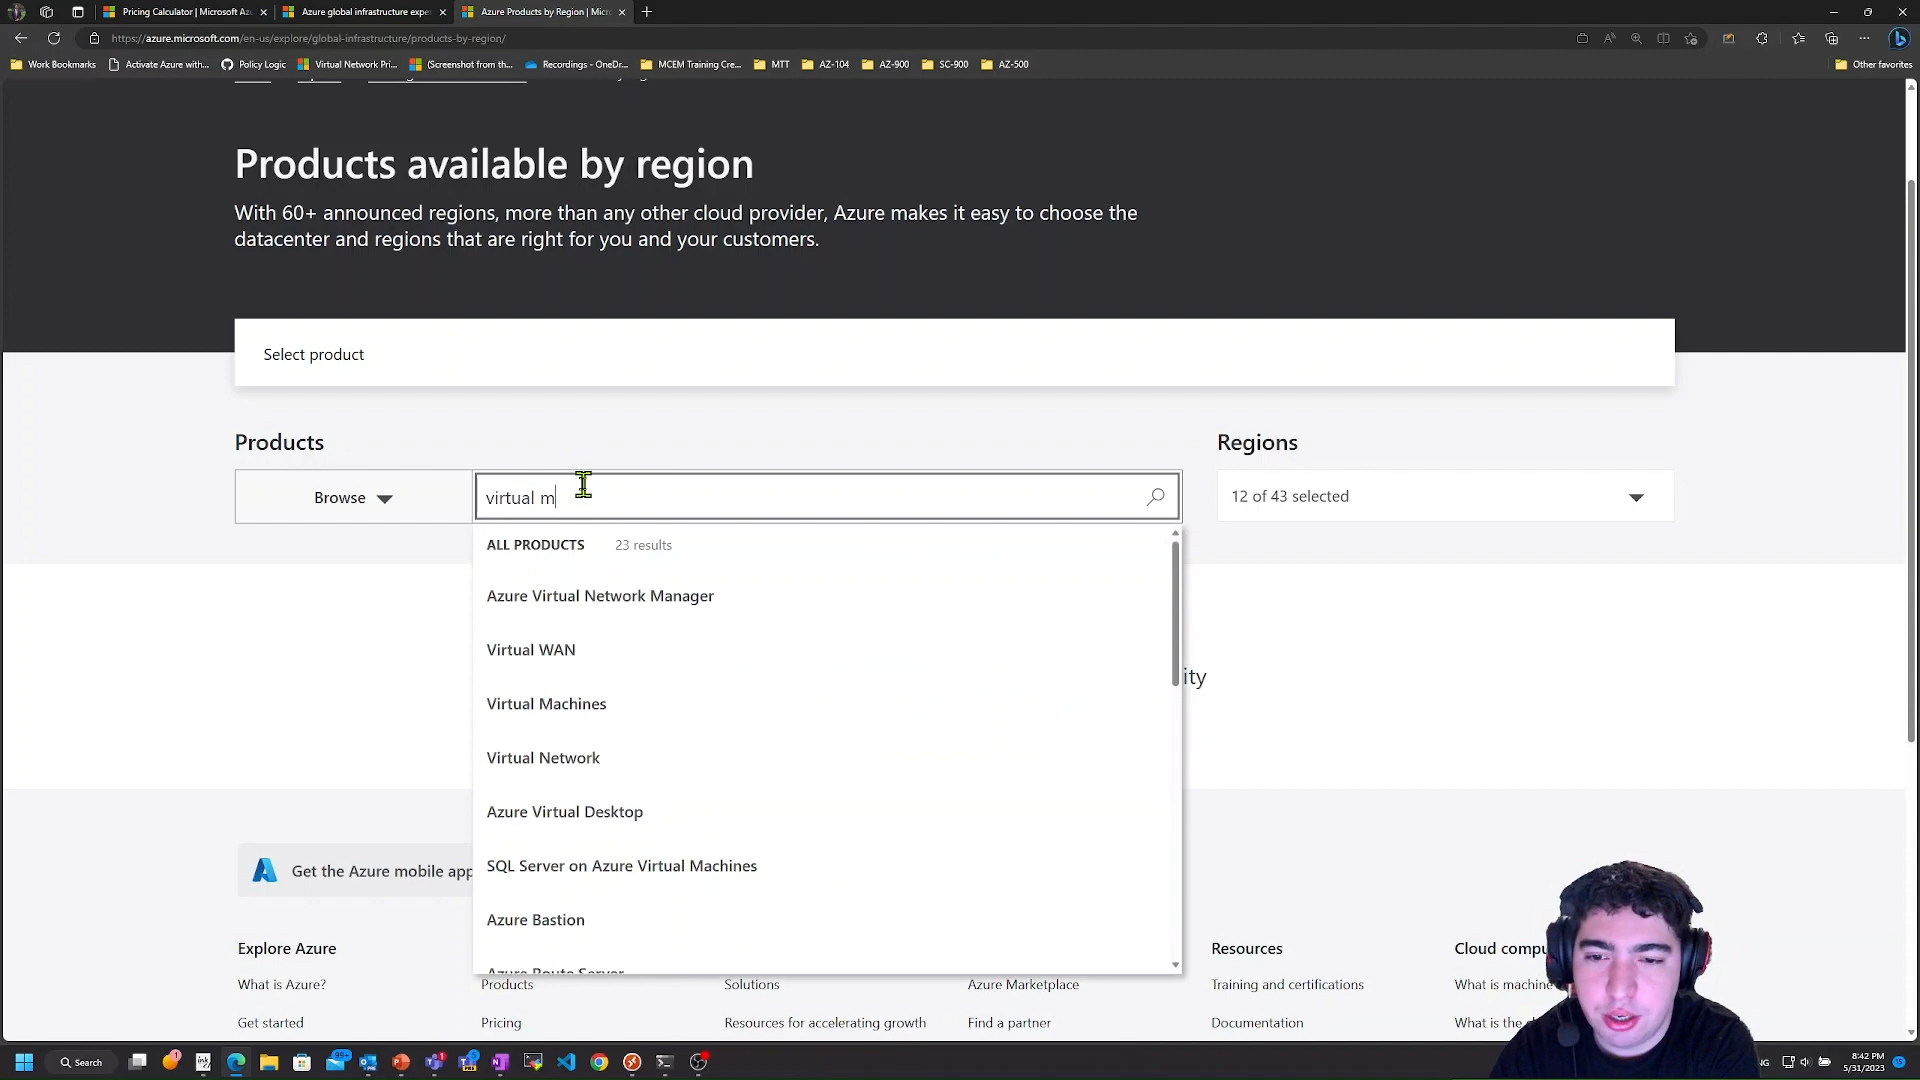 Pricing Calculator | Microsoft Az
Azure global infrastructure exper
Azure Products by Region | Micr
https://azure.microsoft.com/en-us/explore/global-infrastructure/products-by-region/
Work Bookmarks
Activate Azure with...
Policy Logic
Virtual Network Pri...
(Screenshot from th...
Recordings - OneDr...
MCEM Training Cre...
MTT
AZ-104
AZ-900
SC-900
AZ-500
Other favorites
Products available by region
With 60+ announced regions, more than any other cloud provider, Azure makes it easy to choose the
datacenter and regions that are right for you and your customers.
Select product
Products
Regions
Browse
virtual m
12 of 43 selected
ALL PRODUCTS 23 results
Azure Virtual Network Manager
Virtual WAN
ity
Virtual Machines
Virtual Network
Azure Virtual Desktop
SQL Server on Azure Virtual Machines
Get the Azure mobile app
Azure Bastion
Azure Route Server
Explore Azure
Resources
Cloud compu
What is Azure?
Products
Solutions
Azure Marketplace
Training and certifications
What is machine
Get started
Pricing
Resources for accelerating growth
Find a partner
Documentation
What is the
Search
99+
8:42 PM
5/31/2023